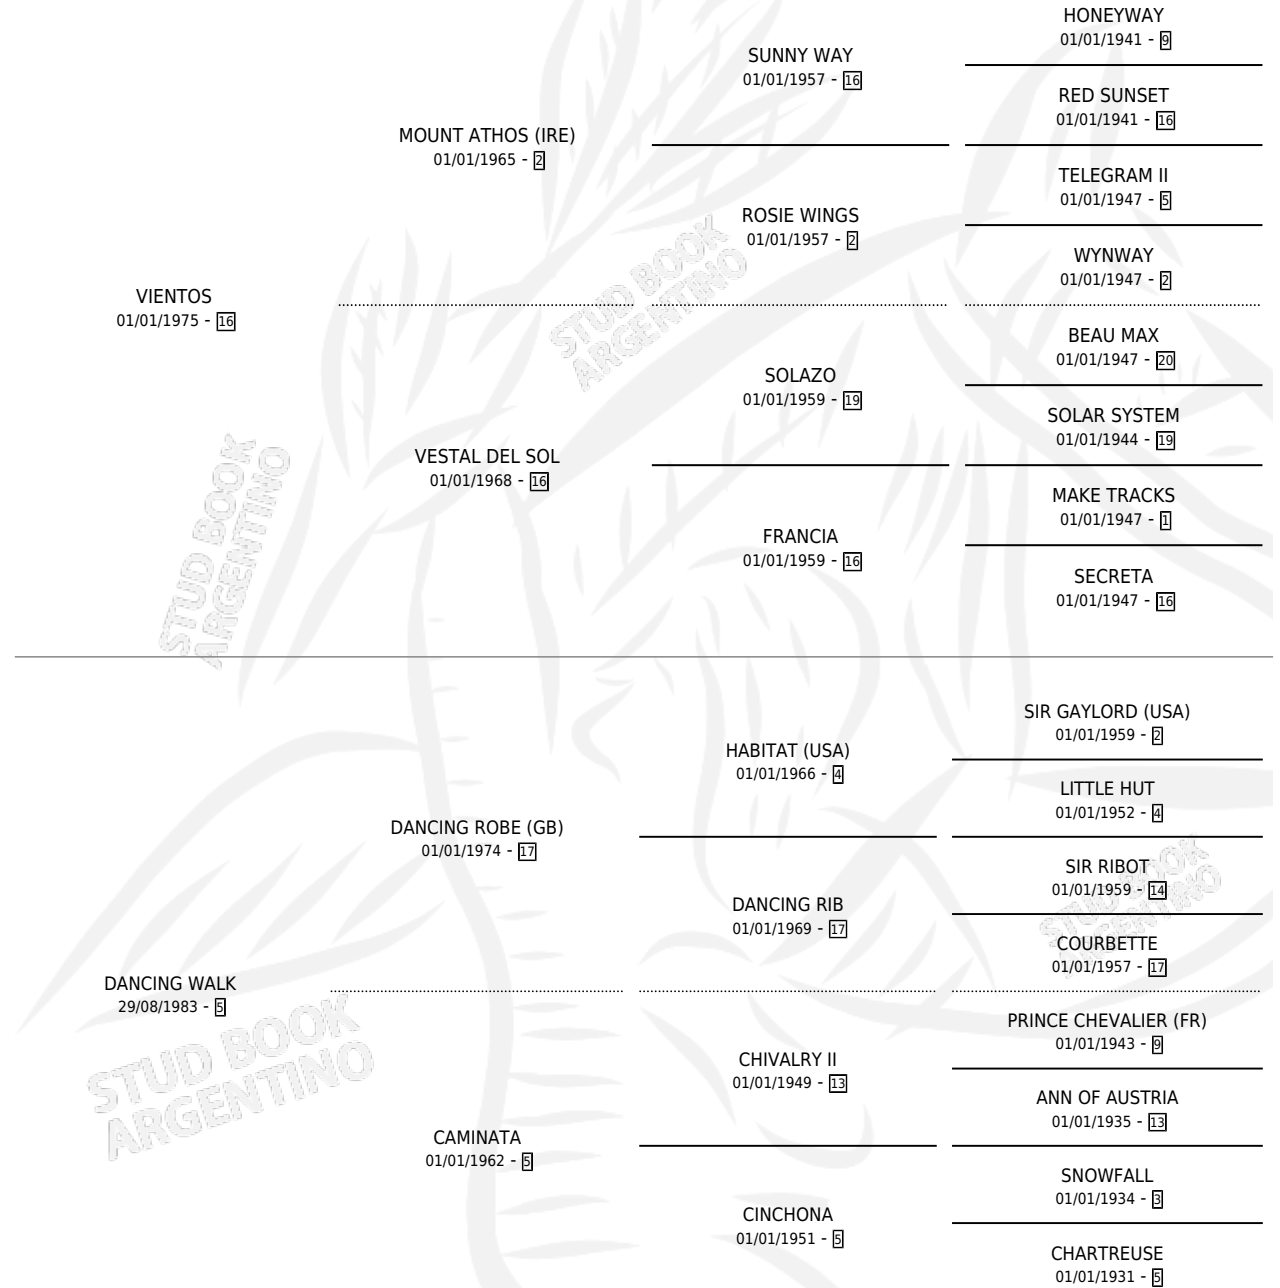 HONEYWAY
01/01/1941 - 9
SUNNY WAY
01/01/1957 - 16
RED SUNSET
01/01/1941 - 16
MOUNT ATHOS (IRE)
01/01/1965 - 2
TELEGRAM II
01/01/1947 - 5
ROSIE WINGS
01/01/1957 - 2
WYNWAY
01/01/1947 - 2
VIENTOS
01/01/1975 - 16
BEAU MAX
01/01/1947 - 20
SOLAZO
01/01/1959 - 19
SOLAR SYSTEM
01/01/1944 - 19
VESTAL DEL SOL
01/01/1968 - 16
MAKE TRACKS
01/01/1947 - 1
FRANCIA
01/01/1959 - 16
SECRETA
01/01/1947 - 16
SIR GAYLORD (USA)
01/01/1959 - 2
HABITAT (USA)
01/01/1966 - 4
LITTLE HUT
01/01/1952 - 4
DANCING ROBE (GB)
01/01/1974 - 17
SIR RIBOT
01/01/1959 - 14
DANCING RIB
01/01/1969 - 17
COURBETTE
01/01/1957 - 17
DANCING WALK
29/08/1983 - 5
PRINCE CHEVALIER (FR)
01/01/1943 - 9
CHIVALRY II
01/01/1949 - 13
ANN OF AUSTRIA
01/01/1935 - 13
CAMINATA
01/01/1962 - 5
SNOWFALL
01/01/1934 - 3
CINCHONA
01/01/1951 - 5
CHARTREUSE
01/01/1931 - 5
STUD BOOK
ARGENTINO
STUD BOOK
ARGENTINO
STUD BOOK
ARGENTINO
STUD BOOK
ARGENTINO